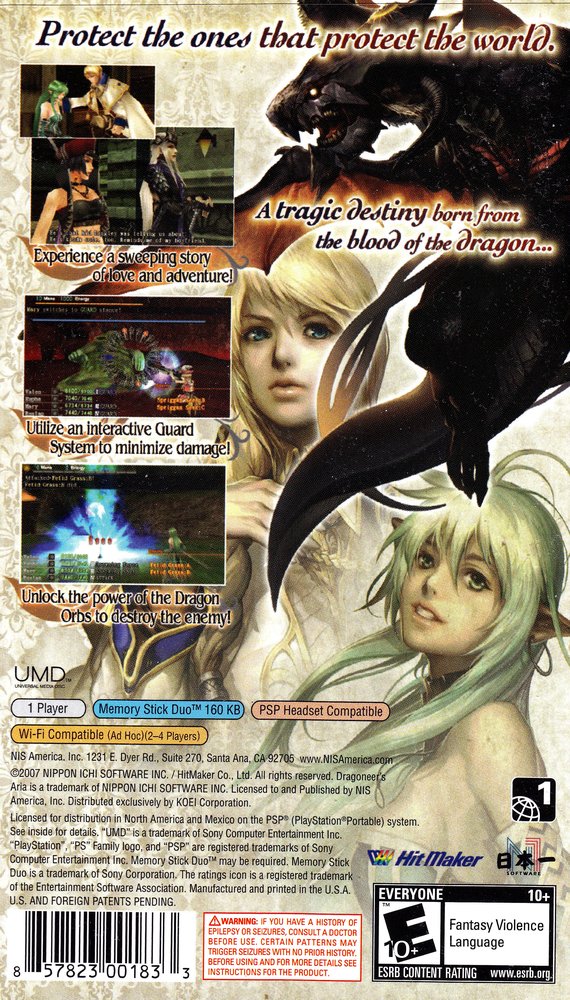 Protect the ones that protect the world.
A tragic destiny born from
the blood of the dragon...
Experience a sweeping story
of love and adventure!
10 Mana 1000 Energy
Mary switches to GUARD stance!
Utilize an interactive Guard
System to minimize damage!
Unlock the power of the Dragon
Orbs to destroy the enemy!
UMD™
UNIVERSAL MEDIA DISC
1 Player
Memory Stick Duo™ 160 KB
PSP Headset Compatible
Wi-Fi Compatible (Ad Hoc)(2–4 Players)
NIS America, Inc. 1231 E. Dyer Rd., Suite 270, Santa Ana, CA 92705 www.NISAmerica.com
©2007 NIPPON ICHI SOFTWARE INC. / HitMaker Co., Ltd. All rights reserved. Dragoneer's
Aria is a trademark of NIPPON ICHI SOFTWARE INC. Licensed to and Published by NIS
America, Inc. Distributed exclusively by KOEI Corporation.
Licensed for distribution in North America and Mexico on the PSP® (PlayStation®Portable) system.
See inside for details. "UMD" is a trademark of Sony Computer Entertainment Inc.
"PlayStation", "PS" Family logo, and "PSP" are registered trademarks of Sony
Computer Entertainment Inc. Memory Stick Duo™ may be required. Memory Stick
Duo is a trademark of Sony Corporation. The ratings icon is a registered trademark
of the Entertainment Software Association. Manufactured and printed in the U.S.A.
U.S. AND FOREIGN PATENTS PENDING.
1
HitMaker
日本一
SOFTWARE
8 57823 00183 3
WARNING: IF YOU HAVE A HISTORY OF
EPILEPSY OR SEIZURES, CONSULT A DOCTOR
BEFORE USE. CERTAIN PATTERNS MAY
TRIGGER SEIZURES WITH NO PRIOR HISTORY.
BEFORE USING AND FOR MORE DETAILS SEE
INSTRUCTIONS FOR THE PRODUCT.
EVERYONE 10+
E
10+
Fantasy Violence
Language
ESRB CONTENT RATING www.esrb.org